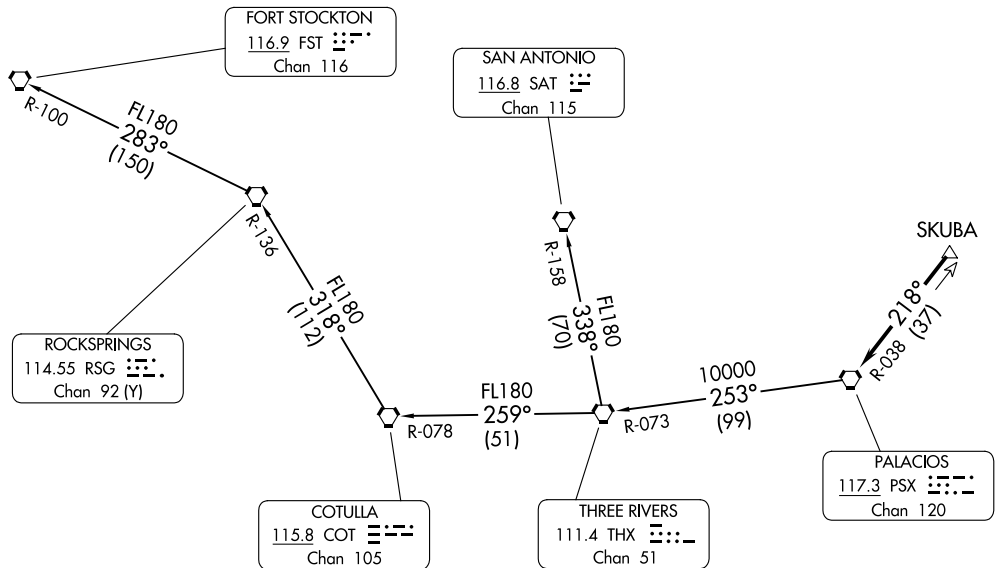 FORT STOCKTON
116.9 FST
Chan 116
SAN ANTONIO
116.8 SAT
Chan 115
R-100
FL180
283°
(150)
R-136
FL180
318°
(112)
R-158
FL180
338°
(70)
SKUBA
218°
(37)
R-038
ROCKSPRINGS
114.55 RSG
Chan 92 (Y)
R-078
FL180
259°
(51)
R-073
10000
253°
(99)
COTULLA
115.8 COT
Chan 105
THREE RIVERS
111.4 THX
Chan 51
PALACIOS
117.3 PSX
Chan 120